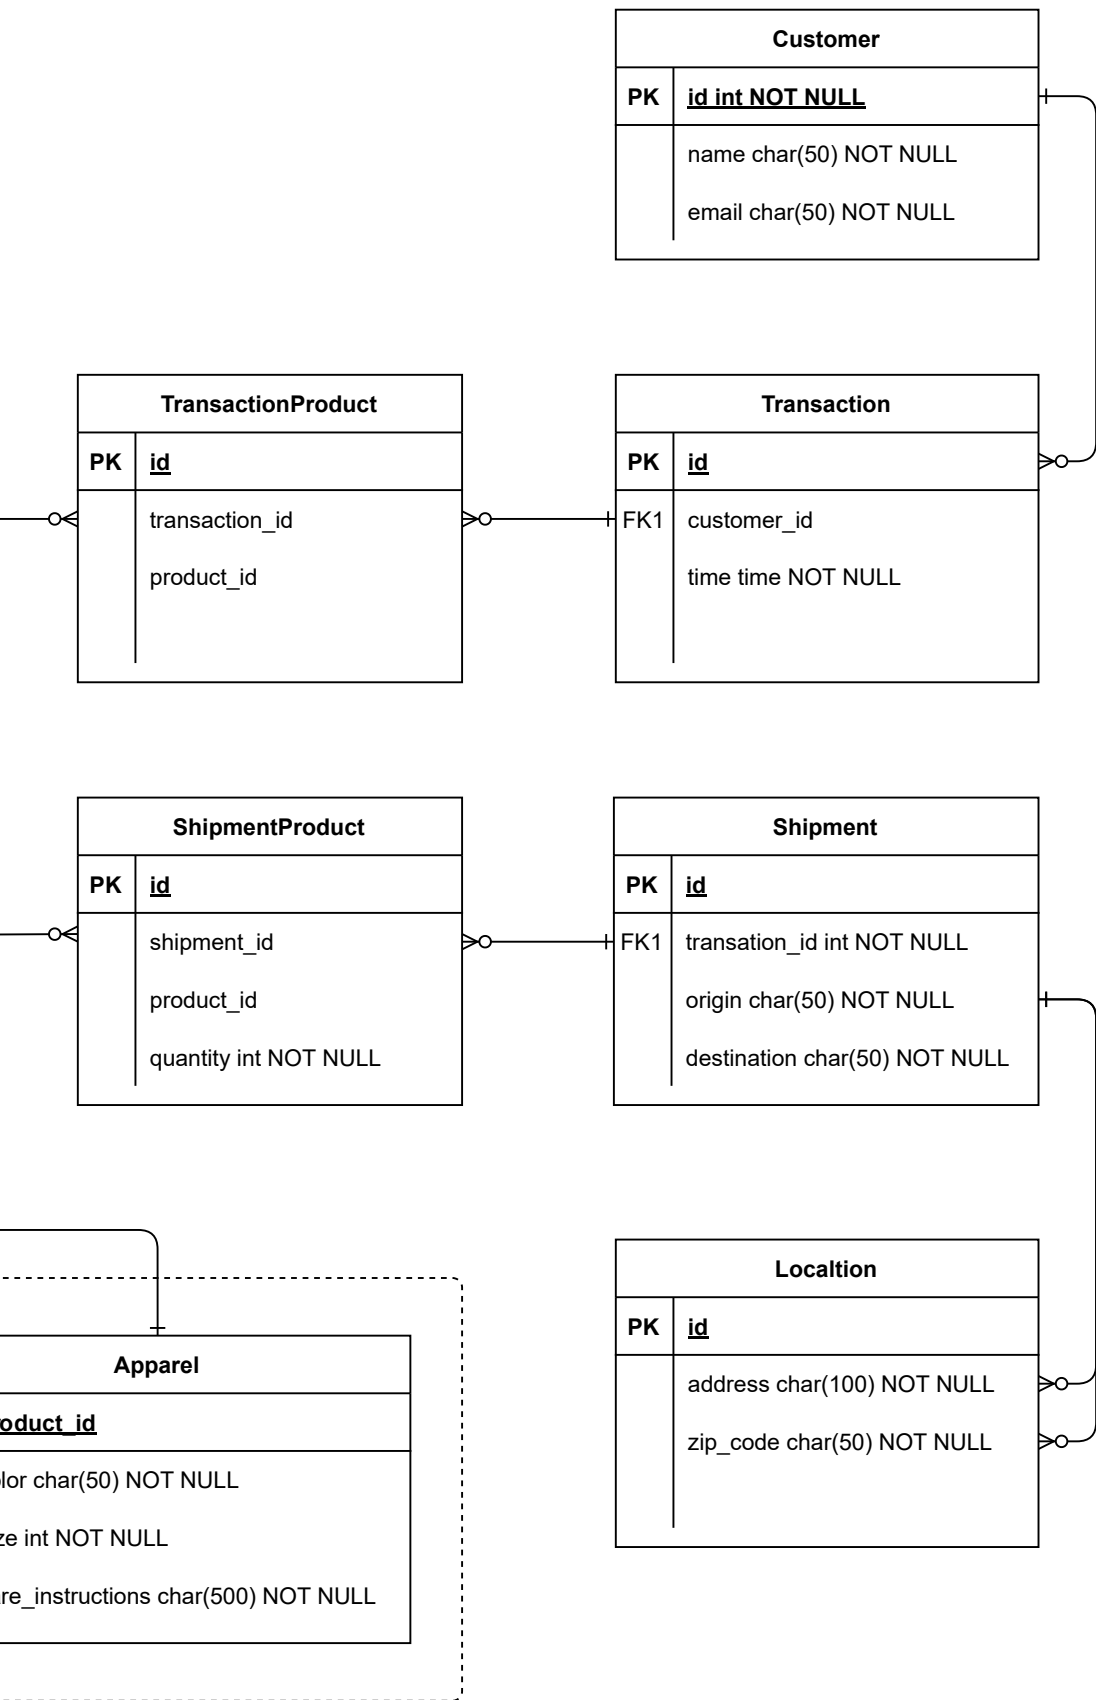 Customer
PK id int NOT NULL
name char(50) NOT NULL
email char(50) NOT NULL
TransactionProduct
PK id
transaction_id
product_id
Transaction
PK id
FK1 customer_id
time time NOT NULL
ShipmentProduct
PK id
shipment_id
product_id
quantity int NOT NULL
Shipment
PK id
FK1 transation_id int NOT NULL
origin char(50) NOT NULL
destination char(50) NOT NULL
Apparel
oduct_id
lor char(50) NOT NULL
ze int NOT NULL
re_instructions char(500) NOT NULL
Localtion
PK id
address char(100) NOT NULL
zip_code char(50) NOT NULL